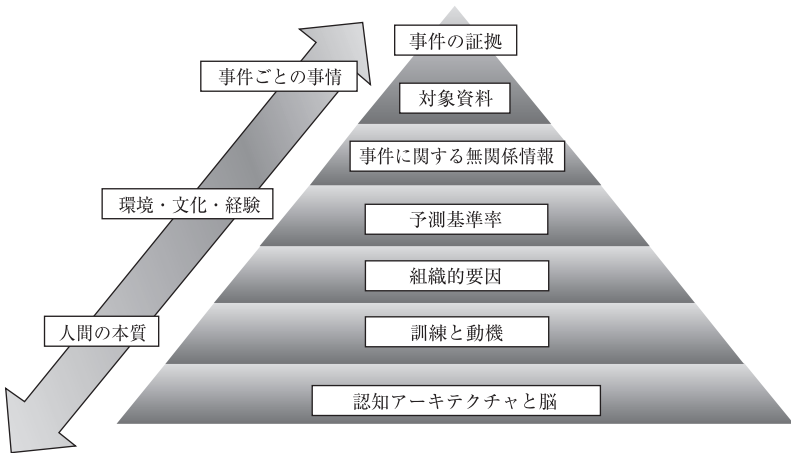 事件の証拠
事件ごとの事情
対象資料
事件に関する無関係情報
環境・文化・経験
予測基準率
組織的要因
人間の本質
訓練と動機
認知アーキテクチャと脳